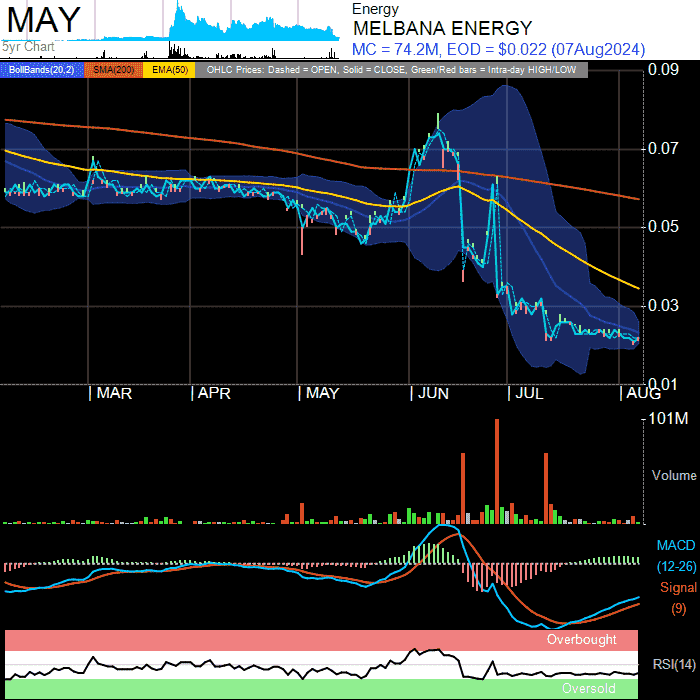 MAY
5yr Chart
Energy
MELBANA ENERGY
MC = 74.2M, EOD = $0.022 (07Aug2024)
BollBands(20,2) SMA(200) EMA(50) OHLC Prices: Dashed = OPEN, Solid = CLOSE, Green/Red bars = Intra-day HIGH/LOW
0.09
0.07
0.05
0.03
0.01
| MAR | APR | MAY | JUN | JUL | AUG
101M
Volume
MACD
(12-26)
Signal
(9)
Overbought
RSI(14)
Oversold